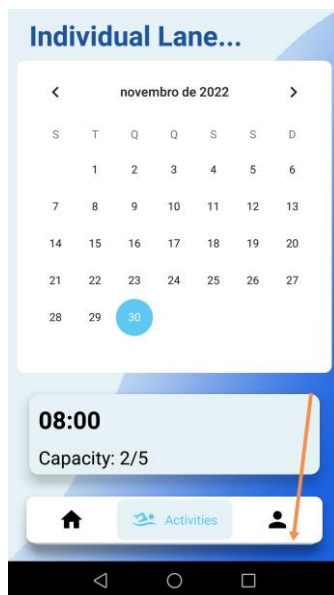 Individual Lane...
novembro de 2022
S T Q Q S S D
1 2 3 4 5 6
7 8 9 10 11 12 13
14 15 16 17 18 19 20
21 22 23 24 25 26 27
28 29 30
08:00
Capacity: 2/5
Activities